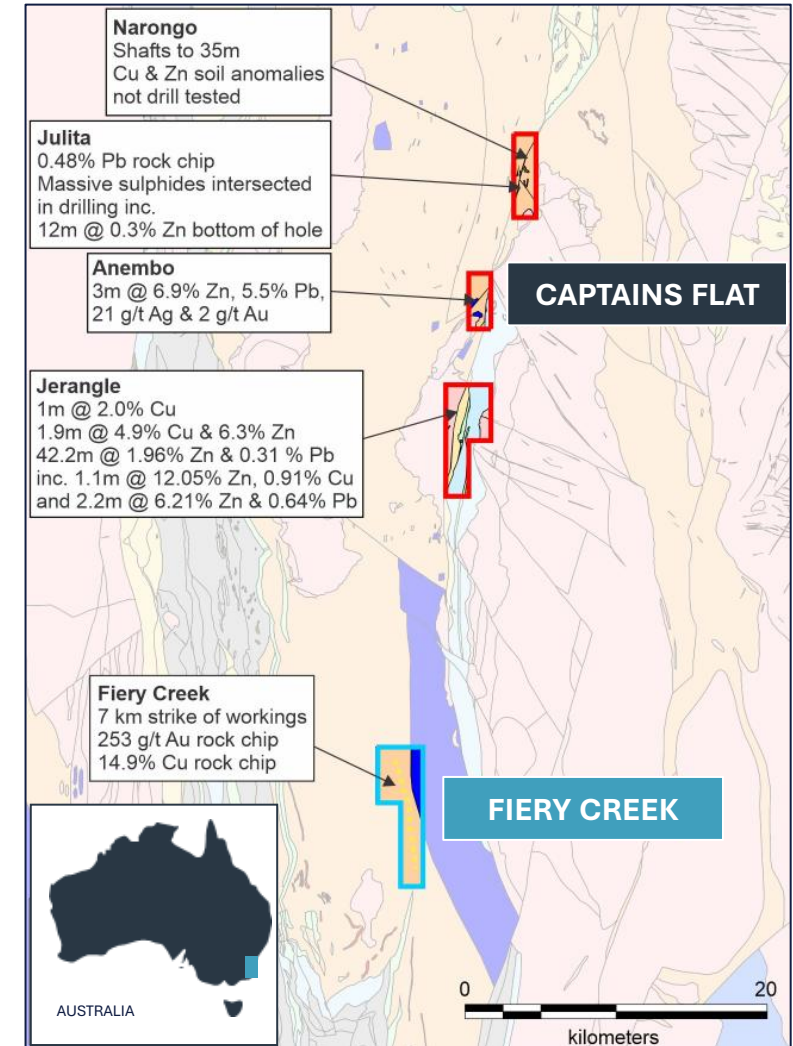 Narongo
Shafts to 35m
Cu & Zn soil anomalies
not drill tested
Julita
0.48% Pb rock chip
Massive sulphides intersected
in drilling inc.
12m @ 0.3% Zn bottom of hole
Anembo
3m @ 6.9% Zn, 5.5% Pb,
21 g/t Ag & 2 g/t Au
CAPTAINS FLAT
Jerangle
1m @ 2.0% Cu
1.9m @ 4.9% Cu & 6.3% Zn
42.2m @ 1.96% Zn & 0.31 % Pb
inc. 1.1m @ 12.05% Zn, 0.91% Cu
and 2.2m @ 6.21% Zn & 0.64% Pb
Fiery Creek
7 km strike of workings
253 g/t Au rock chip
14.9% Cu rock chip
FIERY CREEK
AUSTRALIA
0 20
kilometers